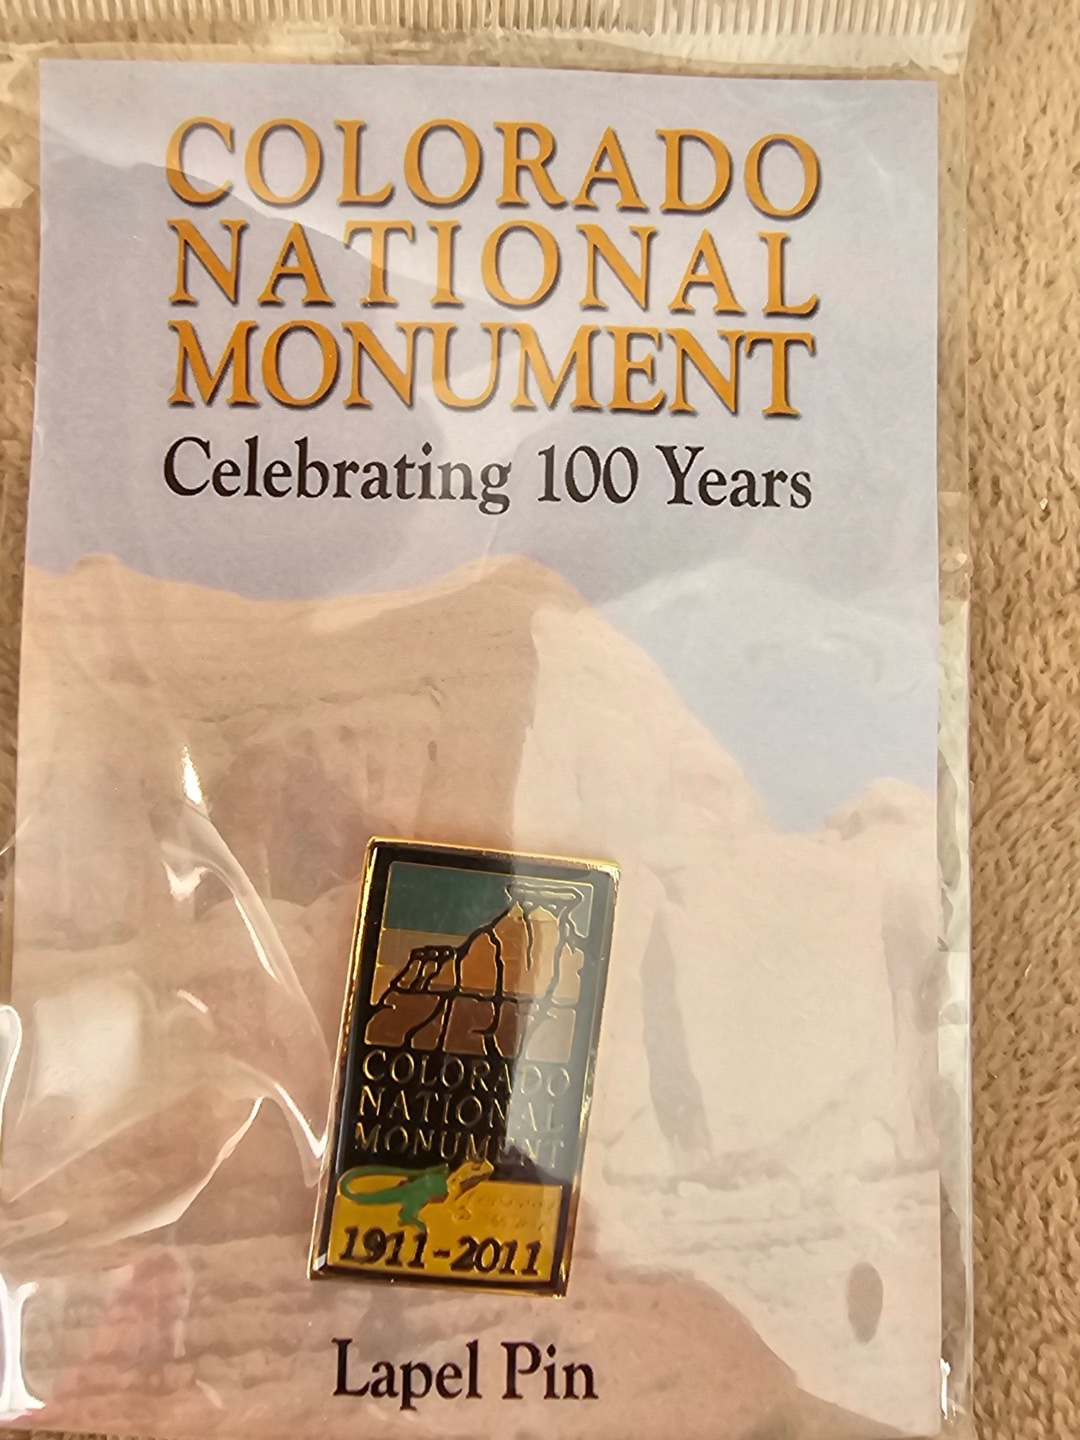 COLORADO
NATIONAL
MONUMENT
Celebrating 100 Years
COLORADO
NATIONAL
MONUMENT
1911-2011
Lapel Pin